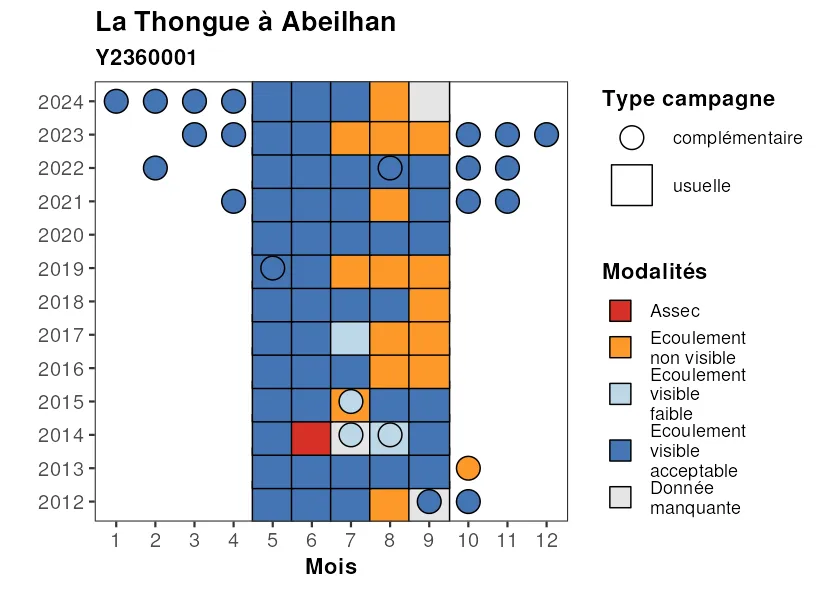 La Thongue à Abeilhan
Y2360001
2024
2023
2022
2021
2020
2019
2018
2017
2016
2015
2014
2013
2012
1 2 3 4 5 6 7 8 9 10 11 12
Mois
Type campagne
complémentaire
usuelle
Modalités
Assec
Ecoulement
non visible
Ecoulement
visible
faible
Ecoulement
visible
acceptable
Donnée
manquante